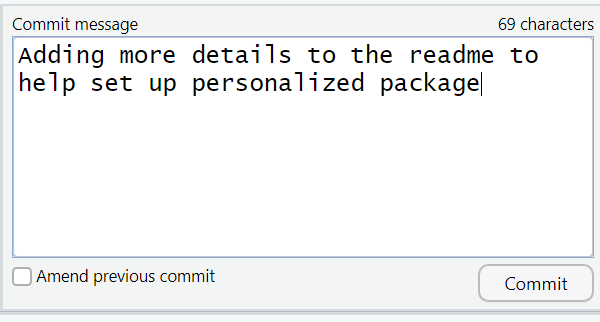 Commit message 69 characters
Adding more details to the readme to
help set up personalized package
Amend previous commit
Commit